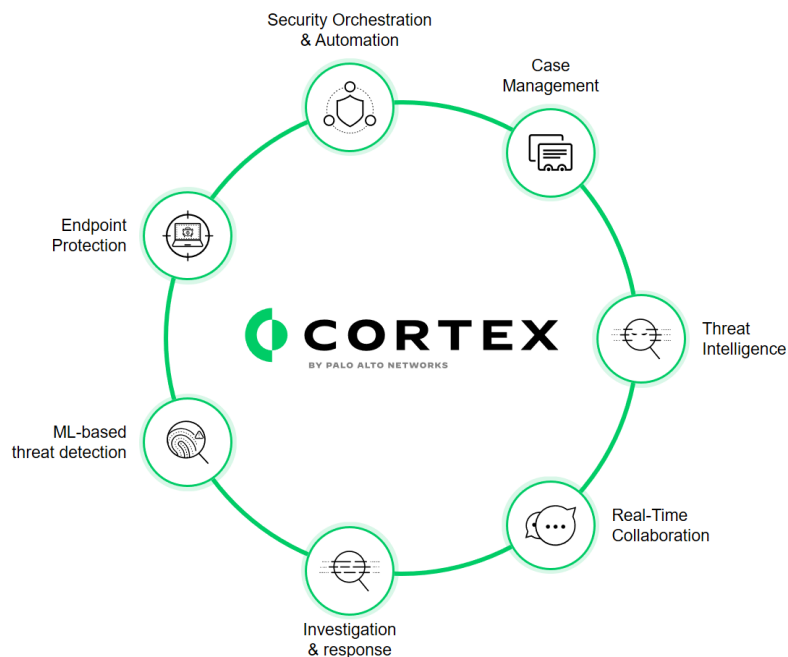 Security Orchestration
& Automation
Case
Management
Endpoint
Protection
CORTEX
BY PALO ALTO NETWORKS
Threat
Intelligence
ML-based
threat detection
Real-Time
Collaboration
Investigation
& response